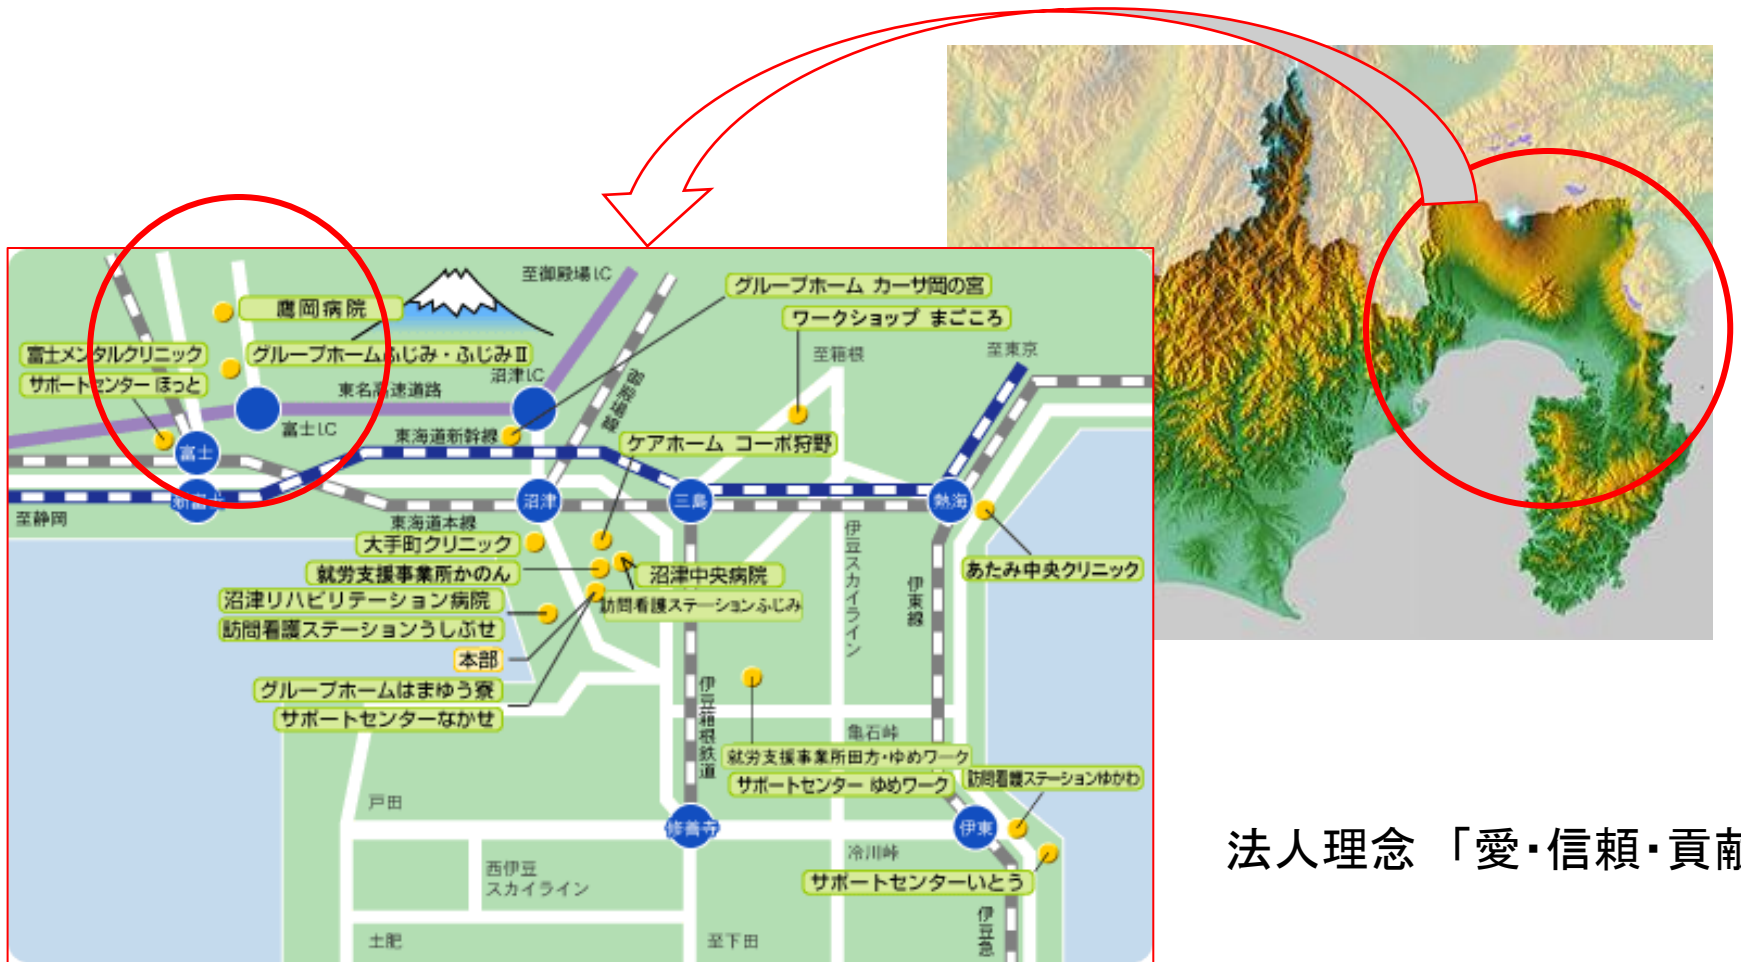 至御殿場I.C
グループホーム カーサ岡の宮
鷹岡病院
ワークショップ まごころ
富士メンタルクリニック
グループホームふじみ・ふじみⅡ
至箱根
至東京
サポートセンター ほっと
東名高速道路
沼津I.C
御殿場線
富士I.C
東海道新幹線
ケアホーム コーポ狩野
富士
新富士
沼津
三島
熱海
至静岡
東海道本線
大手町クリニック
伊豆スカイライン
あたみ中央クリニック
就労支援事業所かのん
沼津中央病院
伊東線
沼津リハビリテーション病院
訪問看護ステーションふじみ
訪問看護ステーションうしぶせ
本部
グループホームはまゆう寮
伊豆箱根鉄道
サポートセンターなかせ
亀石峠
就労支援事業所田方・ゆめワーク
サポートセンター ゆめワーク
訪問看護ステーションゆかわ
戸田
修善寺
伊東
冷川峠
西伊豆
スカイライン
サポートセンターいとう
伊豆急
土肥
至下田
法人理念 「愛・信頼・貢献